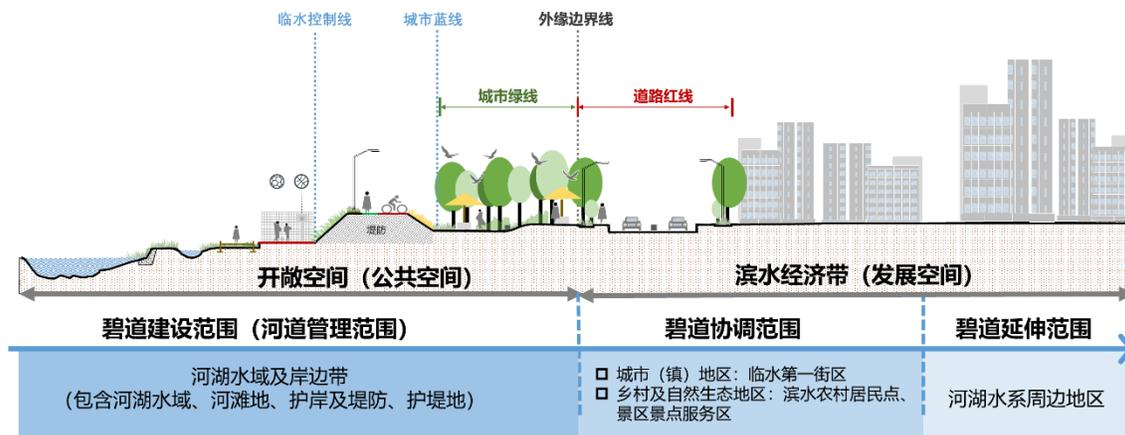 临水控制线
城市蓝线
外缘边界线
城市绿线
道路红线
堤防
开敞空间（公共空间）
滨水经济带（发展空间）
碧道建设范围（河道管理范围）
碧道协调范围
碧道延伸范围
河湖水域及岸边带
（包含河湖水域、河滩地、护岸及堤防、护堤地）
城市（镇）地区：临水第一街区
乡村及自然生态地区：滨水农村居民点、
景区景点服务区
河湖水系周边地区